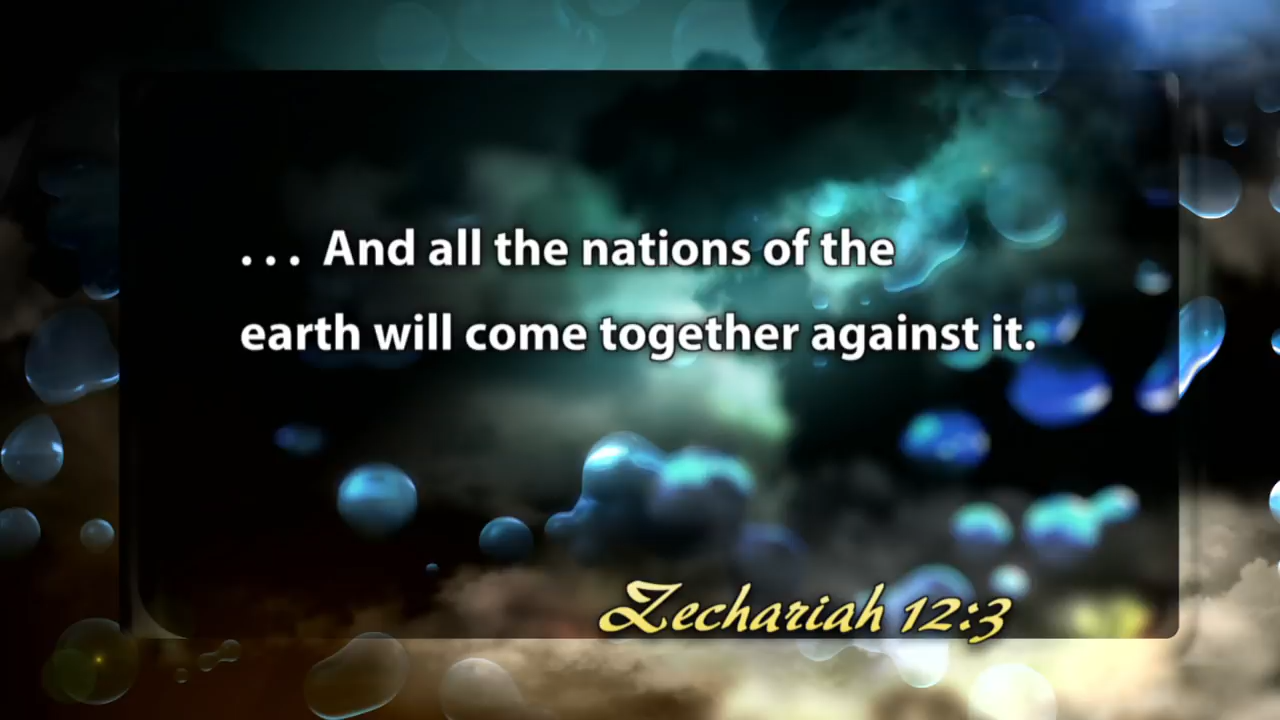 . . . And all the nations of the
earth will come together against it.
Zechariah 12:3